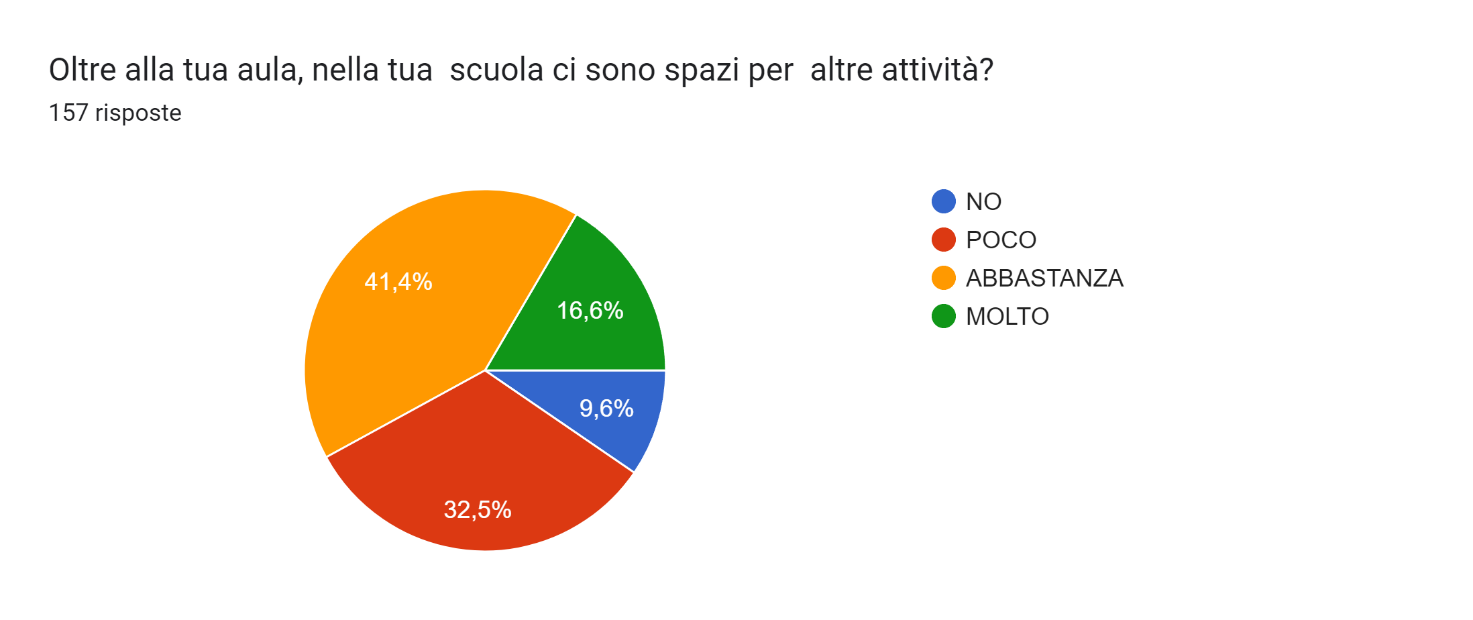 Oltre alla tua aula, nella tua  scuola ci sono spazi per  altre attività?
157 risposte
NO
POCO
ABBASTANZA
MOLTO
41,4%
16,6%
9,6%
32,5%